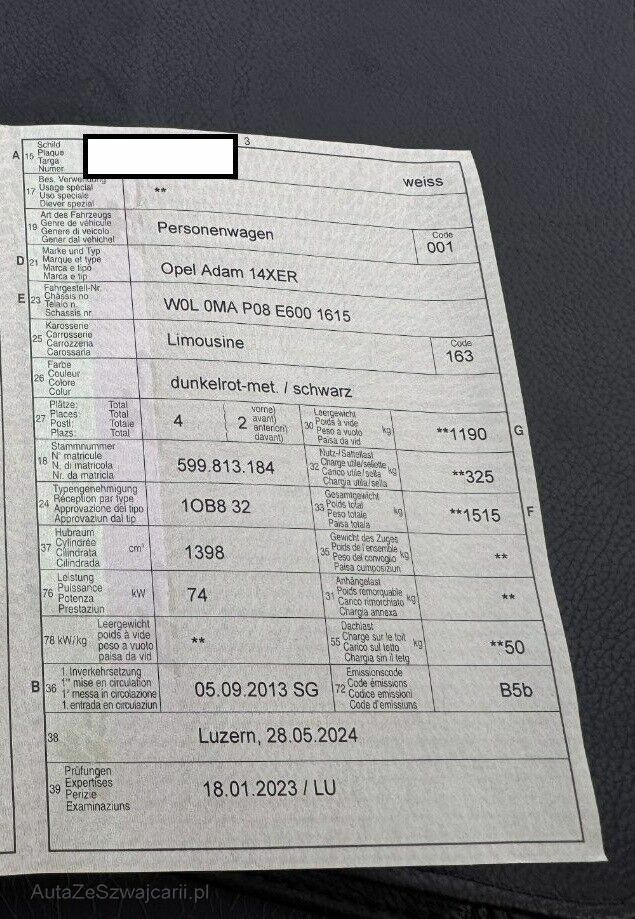 3
A 15 Schild
Plaque
Targa
Numer
weiss
17 Bes. Verwendung
Usage spécial
Uso speciale
Diever spezial
**
19 Art des Fahrzeugs
Genre de véhicule
Genere di veicolo
Gener dal vehichel
Personenwagen
Code
001
D 21 Marke und Typ
Marque et type
Marca e tipo
Marca e tip
Opel Adam 14XER
E 23 Fahrgestell-Nr.
Châssis no
Telaio n.
Schassis nr
W0L 0MA P08 E600 1615
25 Karosserie
Carrosserie
Carrozzeria
Carossaria
Limousine
Code
163
26 Farbe
Couleur
Colore
Colur
dunkelrot-met. / schwarz
27 Plätze: Total
Places: Total
Posti: Totale
Plazs: Total
4 2 vorne)
avant)
anteriori)
davant)
30 Leergewicht
Poids à vide
Peso a vuoto
Paisa da vid
kg **1190 G
18 Stammnummer
N° matricule
N. di matricola
Nr. da matricla
599.813.184
32 Nutz-/Sattellast
Charge utile/sellette
Carico utile/sella
Chargia utila/sella
kg **325
24 Typengenehmigung
Réception par type
Approvazione del tipo
Approvaziun dal tip
1OB8 32
33 Gesamtgewicht
Poids total
Peso totale
Paisa totala
kg **1515 F
37 Hubraum
Cylindrée
Cilindrata
Cilindrada
cm³ 1398
35 Gewicht des Zuges
Poids de l'ensemble
Peso del convoglio
Paisa cumposiziun
kg **
76 Leistung
Puissance
Potenza
Prestaziun
kW 74
31 Anhängelast
Poids remorquable
Carico rimorchiato
Chargia annexa
kg **
78 kW/kg Leergewicht
poids à vide
peso a vuoto
paisa da vid
**
55 Dachlast
Charge sur le toit
Carico sul tetto
Chargia sin il tetg
kg **50
B 36 1. Inverkehrsetzung
1re mise en circulation
1a messa in circolazione
1. entrada en circulaziun
05.09.2013 SG
72 Emissionscode
Code émissions
Codice emissioni
Code d'emissiuns
B5b
38 Luzern, 28.05.2024
39 Prüfungen
Expertises
Perizie
Examinaziuns
18.01.2023 / LU
AutaZeSzwajcarii.pl